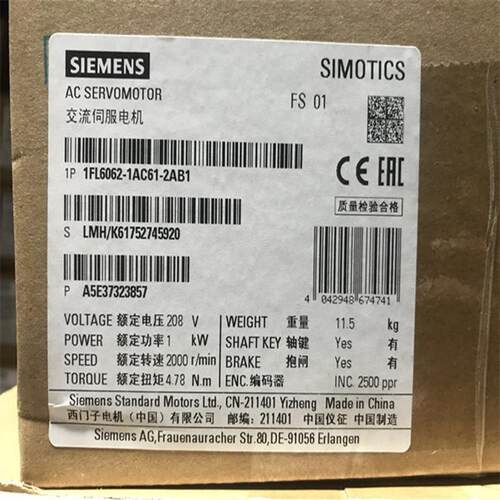 SIEMENS
SIMOTICS
AC SERVOMOTOR
FS 01
交流伺服电机
1P 1FL6062-1AC61-2AB1
CE EAC
质量检验合格
S LMH/K61752745920
P A5E37323857
4 042948 674741
VOLTAGE 额定电压 208 V
WEIGHT 重量 11.5 kg
POWER 额定功率 1 kW
SHAFT KEY 轴键 Yes 有
SPEED 额定转速 2000 r/min
BRAKE 抱闸 Yes 有
TORQUE 额定扭矩 4.78 N.m
ENC.编码器 INC. 2500 ppr
Siemens Standard Motors Ltd., CN-211401 Yizheng Made in China
西门子电机（中国）有限公司 邮编：211401 中国仪征 中国制造
Siemens AG,Frauenauracher Str.80,DE-91056 Erlangen